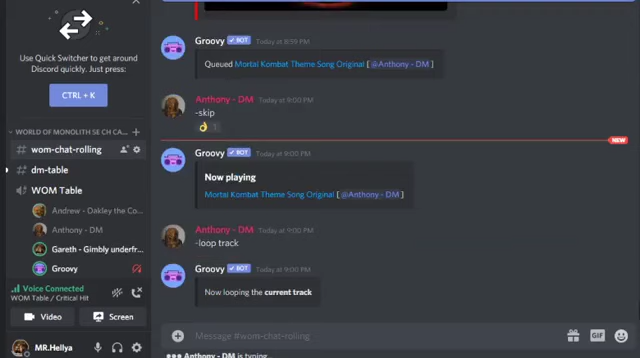 Use Quick Switcher to get around
Discord quickly. Just press:
CTRL + K
WORLD OF MONOLITH SE CH CA...
# wom-chat-rolling
# dm-table
WOM Table
Andrew - Oakley the Co...
Anthony - DM
Gareth - Gimbly underfr...
Groovy
Voice Connected
WOM Table / Critical Hit
Video
Screen
MR.Hellya
Groovy BOT Today at 8:59 PM
Queued Mortal Kombat Theme Song Original [@Anthony - DM]
Anthony - DM Today at 9:00 PM
-skip
👌 1
NEW
Groovy BOT Today at 9:00 PM
Now playing
Mortal Kombat Theme Song Original [@Anthony - DM]
Anthony - DM Today at 9:00 PM
-loop track
Groovy BOT Today at 9:00 PM
Now looping the current track
Message #wom-chat-rolling
GIF
Anthony - DM is typing...